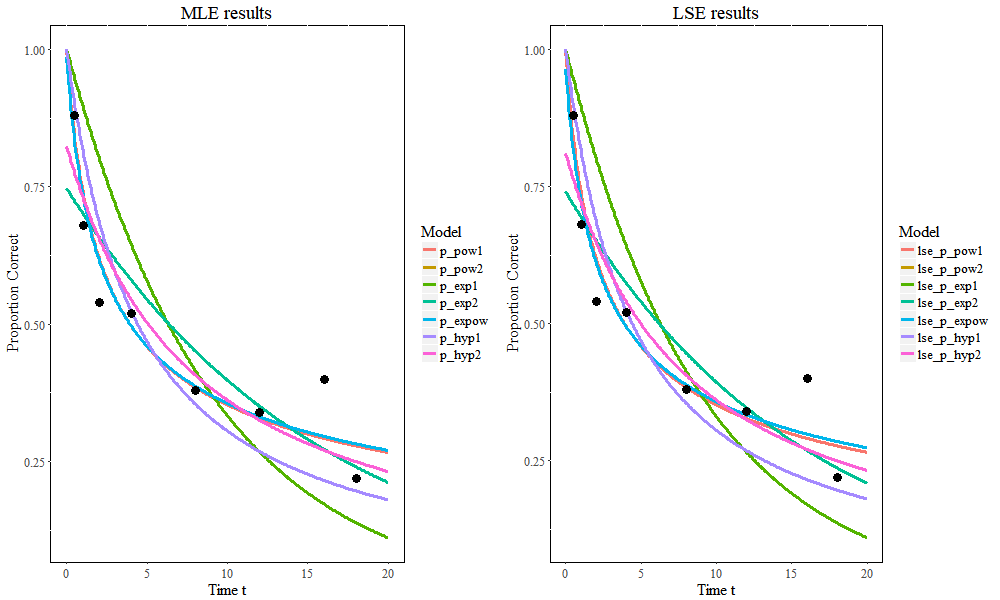 MLE results
Proportion Correct
1.00
0.75
0.50
0.25
0
5
10
15
20
Time t
Model
p_pow1
p_pow2
p_exp1
p_exp2
p_expow
p_hyp1
p_hyp2
LSE results
Proportion Correct
1.00
0.75
0.50
0.25
0
5
10
15
20
Time t
Model
lse_p_pow1
lse_p_pow2
lse_p_exp1
lse_p_exp2
lse_p_expow
lse_p_hyp1
lse_p_hyp2